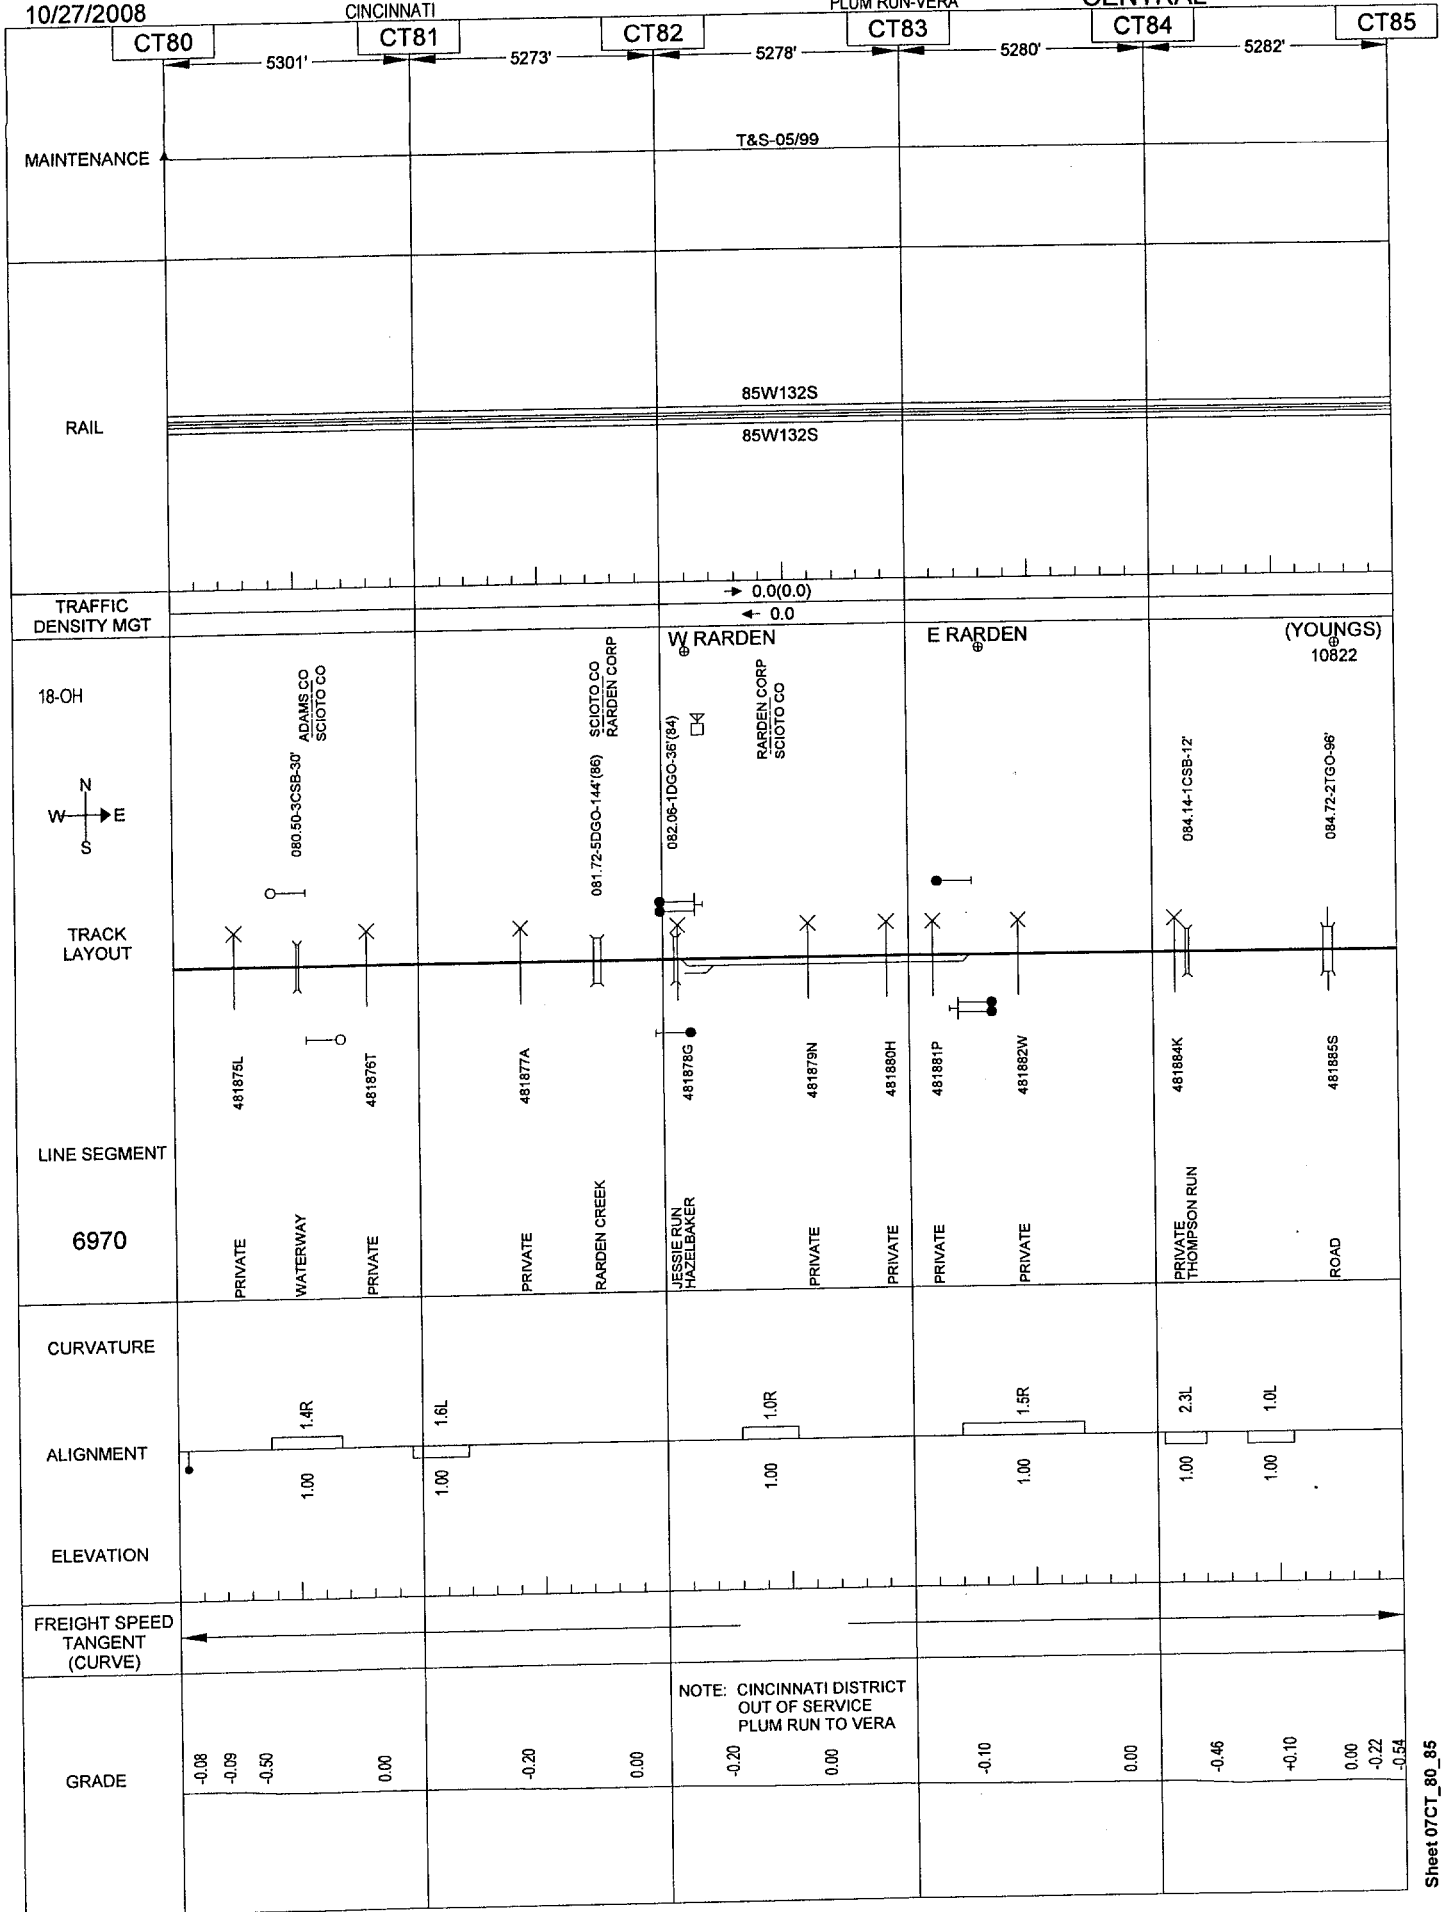 10/27/2008
CINCINNATI
PLUM RUN-VERA
CENTRAL
CT80
CT81
CT82
CT83
CT84
CT85
5301'
5273'
5278'
5280'
5282'
MAINTENANCE
T&S-05/99
RAIL
85W132S
85W132S
TRAFFIC
DENSITY MGT
0.0(0.0)
0.0
W RARDEN
E RARDEN
(YOUNGS)
10822
18-OH
N
W
E
S
080.50-3CSB-30'
ADAMS CO
SCIOTO CO
081.72-5DGO-144'(86)
SCIOTO CO
RARDEN CORP
082.06-1DGO-36'(84)
RARDEN CORP
SCIOTO CO
084.14-1CSB-12'
084.72-2TGO-96'
TRACK
LAYOUT
481875L
481876T
481877A
481878G
481879N
481880H
481881P
481882W
481884K
481885S
LINE SEGMENT
6970
PRIVATE
WATERWAY
PRIVATE
PRIVATE
RARDEN CREEK
JESSIE RUN
HAZELBAKER
PRIVATE
PRIVATE
PRIVATE
PRIVATE
PRIVATE
THOMPSON RUN
ROAD
CURVATURE
1.4R
1.6L
1.0R
1.5R
2.3L
1.0L
ALIGNMENT
1.00
1.00
1.00
1.00
1.00
1.00
ELEVATION
FREIGHT SPEED
TANGENT
(CURVE)
NOTE: CINCINNATI DISTRICT
OUT OF SERVICE
PLUM RUN TO VERA
GRADE
-0.08
-0.09
-0.50
0.00
-0.20
0.00
-0.20
0.00
-0.10
0.00
-0.46
+0.10
0.00
-0.22
-0.54
Sheet 07CT_80_85